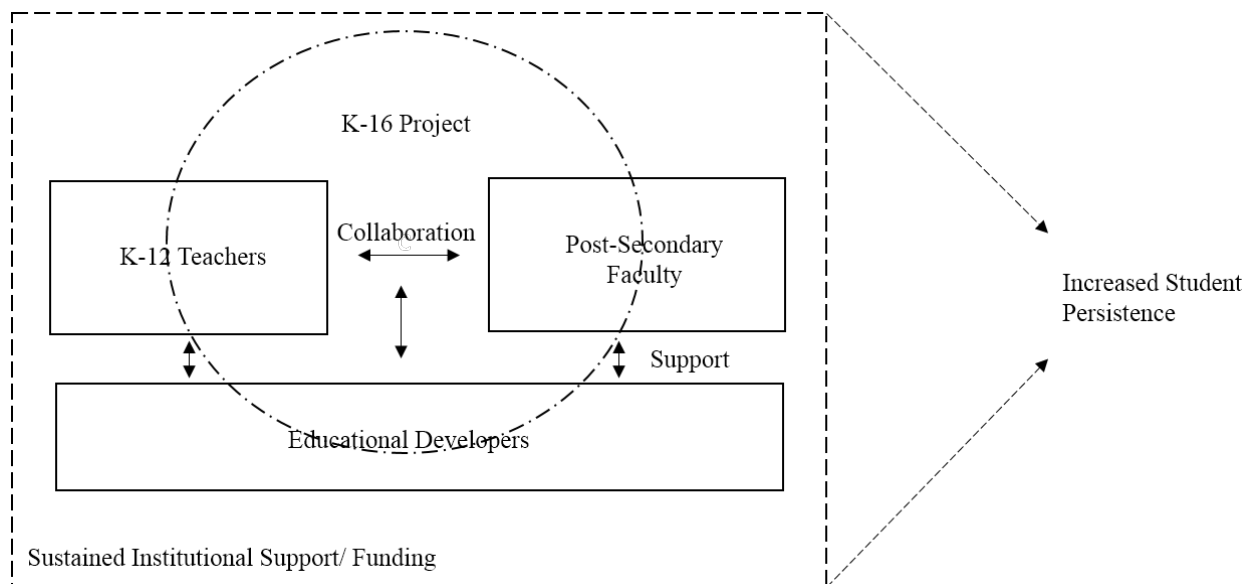 K-16 Project
Collaboration
K-12 Teachers
Post-Secondary
Faculty
Increased Student
Persistence
Support
Educational Developers
Sustained Institutional Support/ Funding